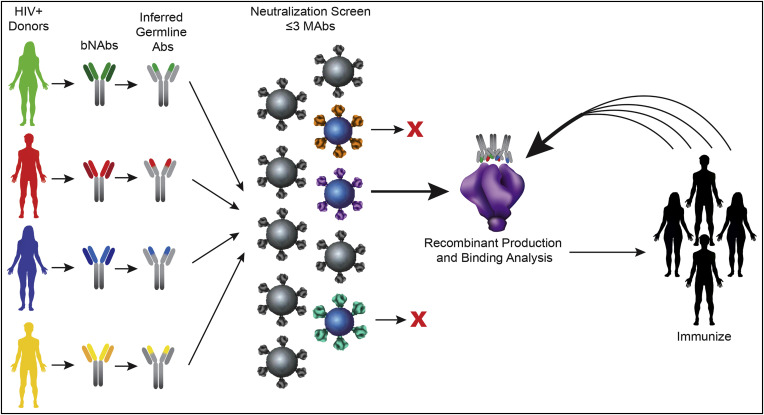 HIV+
Donors
bNAbs
Inferred
Germline
Abs
Neutralization Screen
≤3 MAbs
X
X
Recombinant Production
and Binding Analysis
Immunize